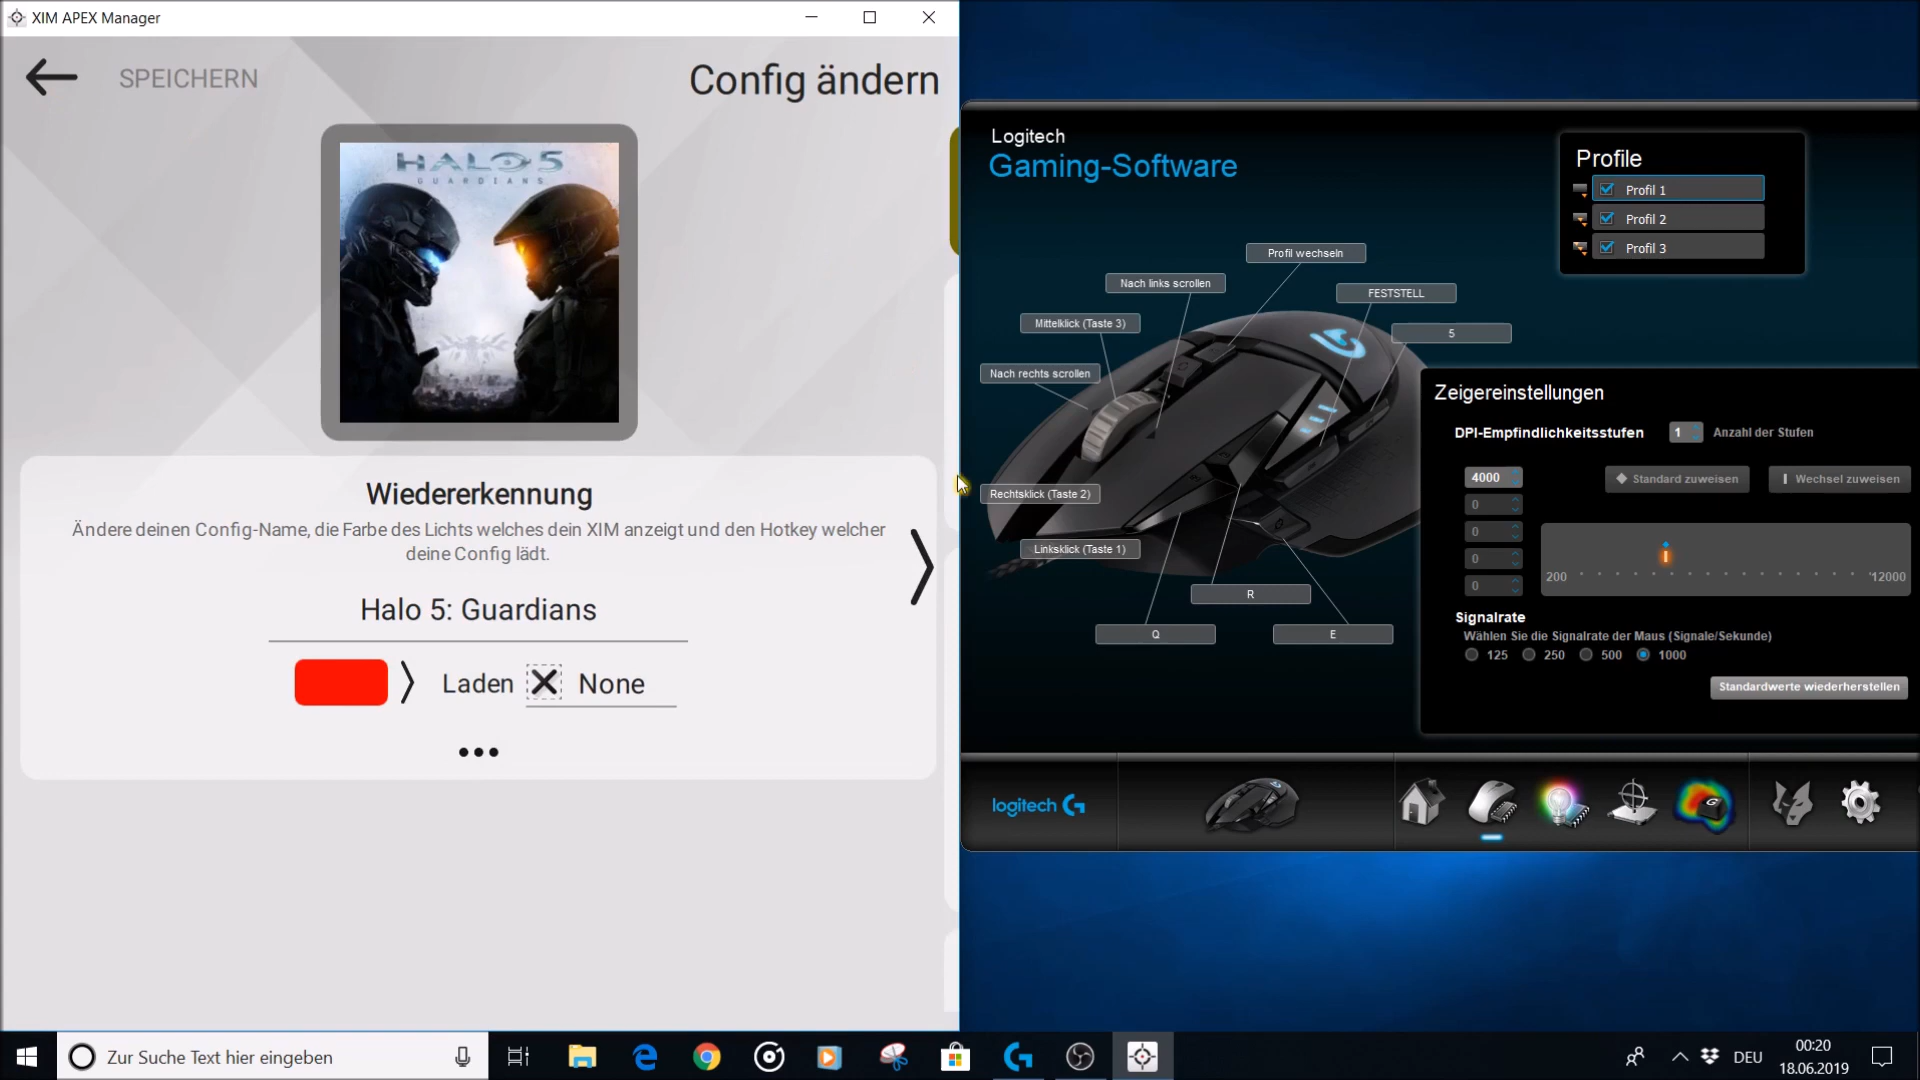 XIM APEX Manager
SPEICHERN
Config ändern
HALO 5
GUARDIANS
Wiedererkennung
Ändere deinen Config-Name, die Farbe des Lichts welches dein XIM anzeigt und den Hotkey welcher
deine Config lädt.
Halo 5: Guardians
Laden
None
Logitech
Gaming-Software
Profile
Profil 1
Profil 2
Profil 3
Profil wechseln
Nach links scrollen
FESTSTELL
Mittelklick (Taste 3)
5
Nach rechts scrollen
Rechtsklick (Taste 2)
Linksklick (Taste 1)
R
Q
E
Zeigereinstellungen
DPI-Empfindlichkeitsstufen
1
Anzahl der Stufen
4000
Standard zuweisen
Wechsel zuweisen
0
0
0
0
200
12000
Signalrate
Wählen Sie die Signalrate der Maus (Signale/Sekunde)
125
250
500
1000
Standardwerte wiederherstellen
logitech G
Zur Suche Text hier eingeben
DEU
00:20
18.06.2019